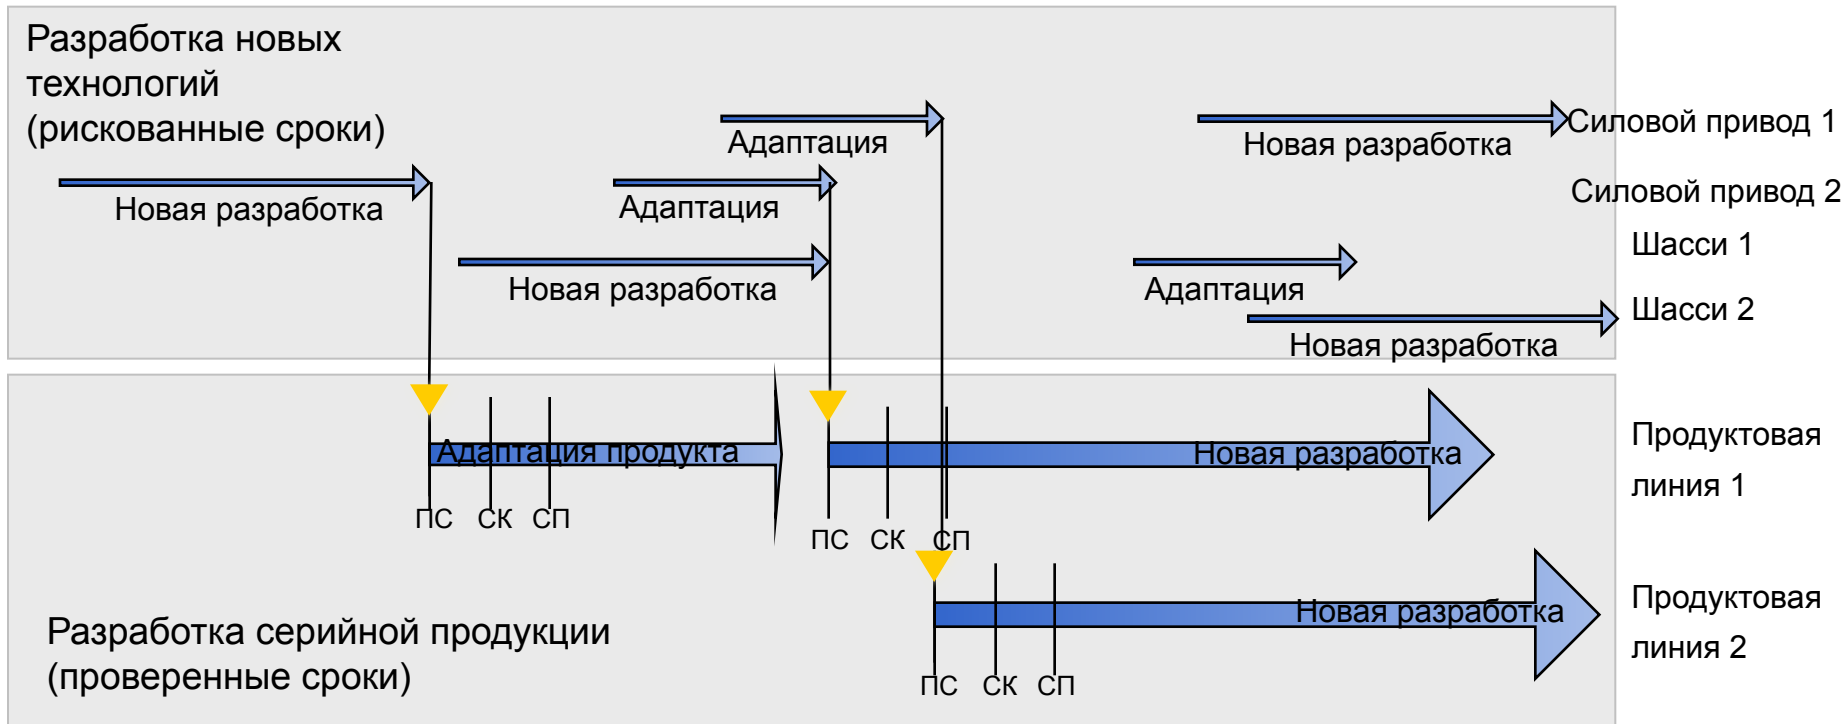 Разработка новых
технологий
(рискованные сроки)
Адаптация
Новая разработка
Силовой привод 1
Новая разработка
Адаптация
Силовой привод 2
Новая разработка
Адаптация
Шасси 1
Новая разработка
Шасси 2
Адаптация продукта
Новая разработка
Продуктовая
линия 1
ПС
СК
СП
ПС
СК
СП
Новая разработка
Продуктовая
линия 2
ПС
СК
СП
Разработка серийной продукции
(проверенные сроки)